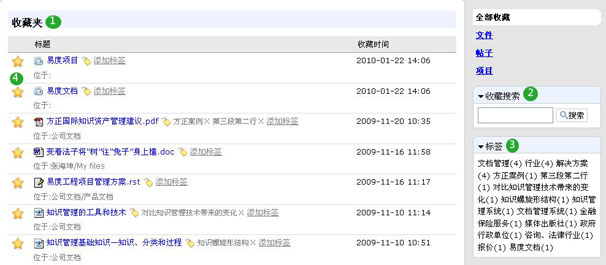 收藏夹 1
标题 收藏时间
易度项目 添加标签 2010-01-22 14:06
4
位于:
易度文档 添加标签 2010-01-22 14:06
位于:
方正国际知识资产管理建议.pdf 方正案例 X 第三段第二行 X 添加标签 2009-11-20 10:35
位于:公司文档
变着法子将"树"往"兔子"身上撞.doc 添加标签 2009-11-16 11:58
位于:张海坤/My files
易度工程项目管理方案.rst 添加标签 2009-11-16 11:17
位于:公司文档/产品文档
知识管理的工具和技术 对比知识管理技术带来的变化 X 添加标签 2009-11-10 11:14
位于:公司文档
知识管理基础知识—知识、分类和过程 知识螺旋形结构 X 添加标签 2009-11-10 10:51
位于:公司文档
全部收藏
文件
帖子
项目
收藏搜索 2
搜索
标签 3
文档管理(4) 行业(4) 解决方案
(4) 方正案例(1) 第三段第二行
(1) 对比知识管理技术带来的变
化(1) 知识螺旋形结构(1) 知识管
理系统(1) 文档管理系统(1) 金融
保险服务(1) 媒体出版社(1) 政府
行政单位(1) 咨询、法律行业(1)
报价(1) 易度文档(1)